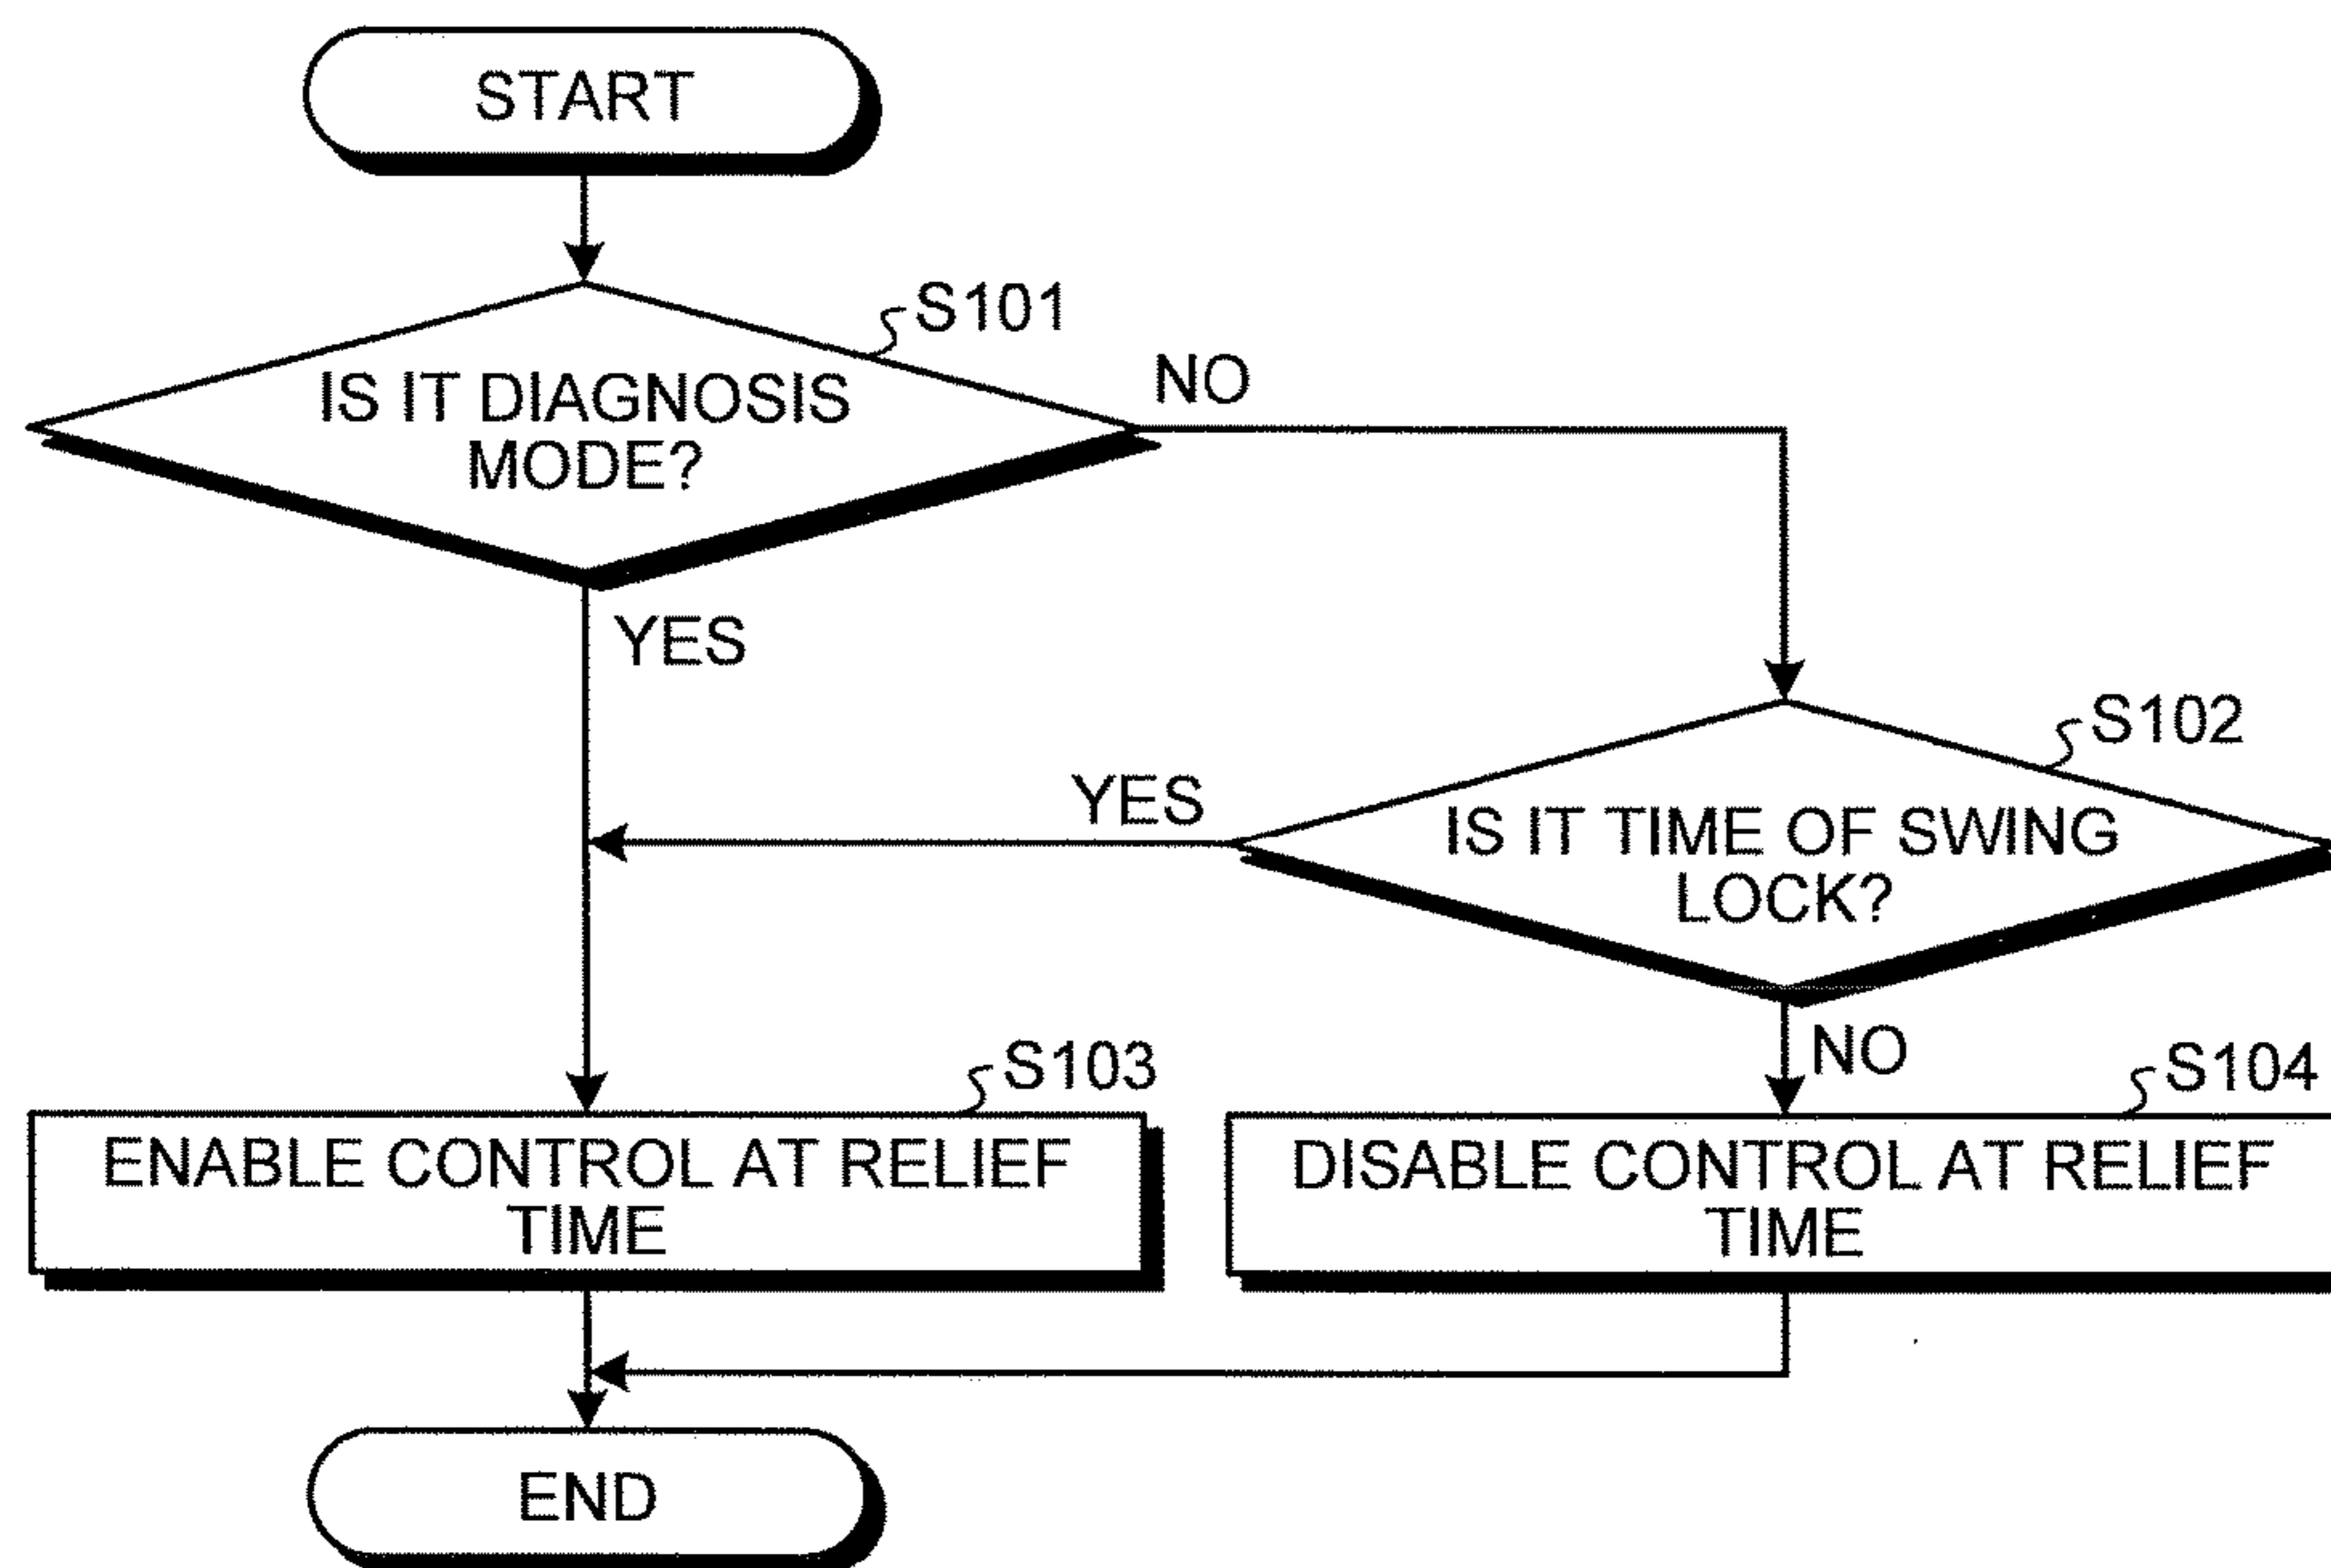 START
S101
IS IT DIAGNOSIS
MODE?
NO
YES
S102
YES
IS IT TIME OF SWING
LOCK?
NO
S103
S104
ENABLE CONTROL AT RELIEF
TIME
DISABLE CONTROL AT RELIEF
TIME
END